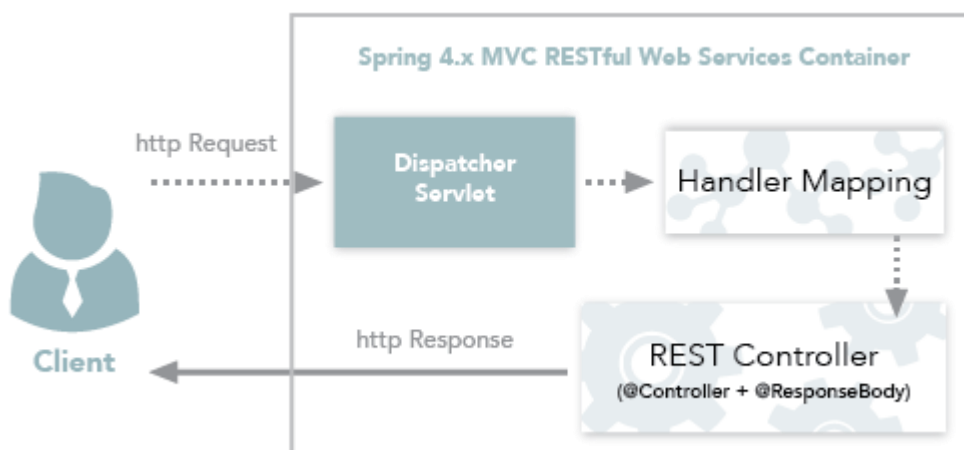 Spring 4.x MVC RESTful Web Services Container
http Request
Dispatcher
Servlet
Handler Mapping
http Response
REST Controller
(@Controller + @ResponseBody)
Client